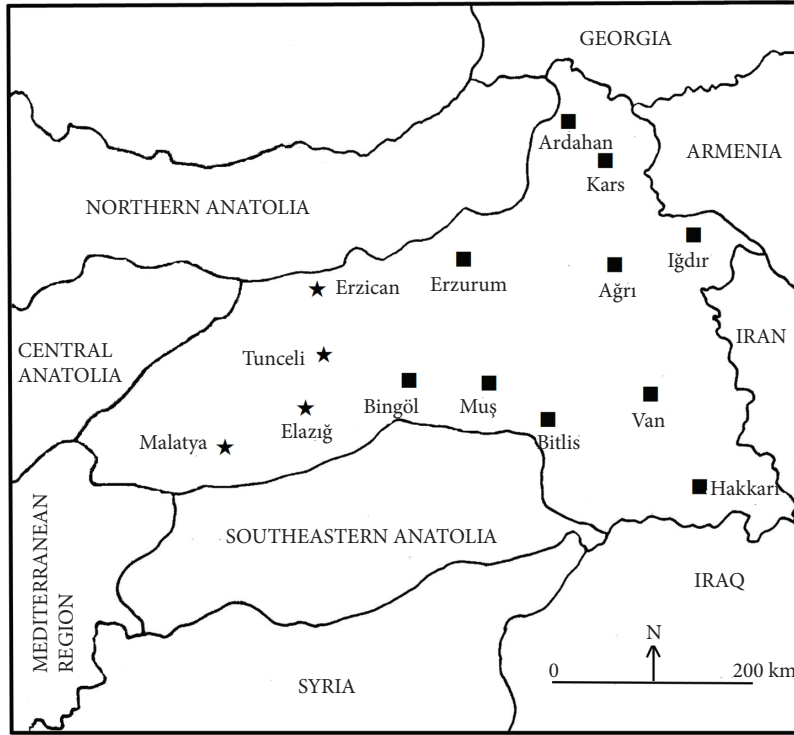 GEORGIA
Ardahan
ARMENIA
Kars
NORTHERN ANATOLIA
Iğdır
Erzurum
Ağrı
Erzican
IRAN
CENTRAL
ANATOLIA
Tunceli
Bingöl
Muş
Van
Elazığ
Malatya
Bitlis
Hakkari
MEDITERRANEAN
REGION
SOUTHEASTERN ANATOLIA
IRAQ
N
0
200 km
SYRIA